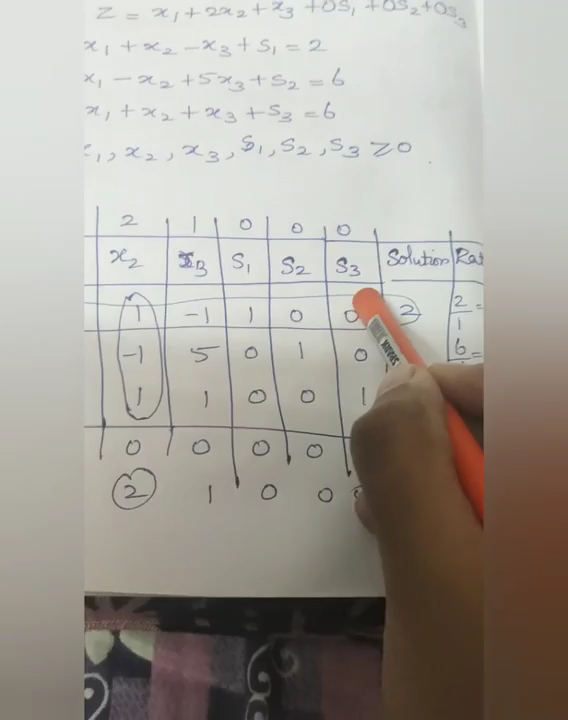 Z = x₁ + 2x₂ + x₃ + 0S₁ + 0S₂ + 0S₃
x₁ + x₂ - x₃ + S₁ = 2
x₁ - x₂ + 5x₃ + S₂ = 6
x₁ + x₂ + x₃ + S₃ = 6
x₁, x₂, x₃, S₁, S₂, S₃ ≥ 0
2 1 0 0 0
x₂ x₃ S₁ S₂ S₃ Solution
1 -1 1 0 0 2 2/1 =
-1 5 0 1 0 6
1 1 0 0 1
0 0 0 0
2 1 0 0